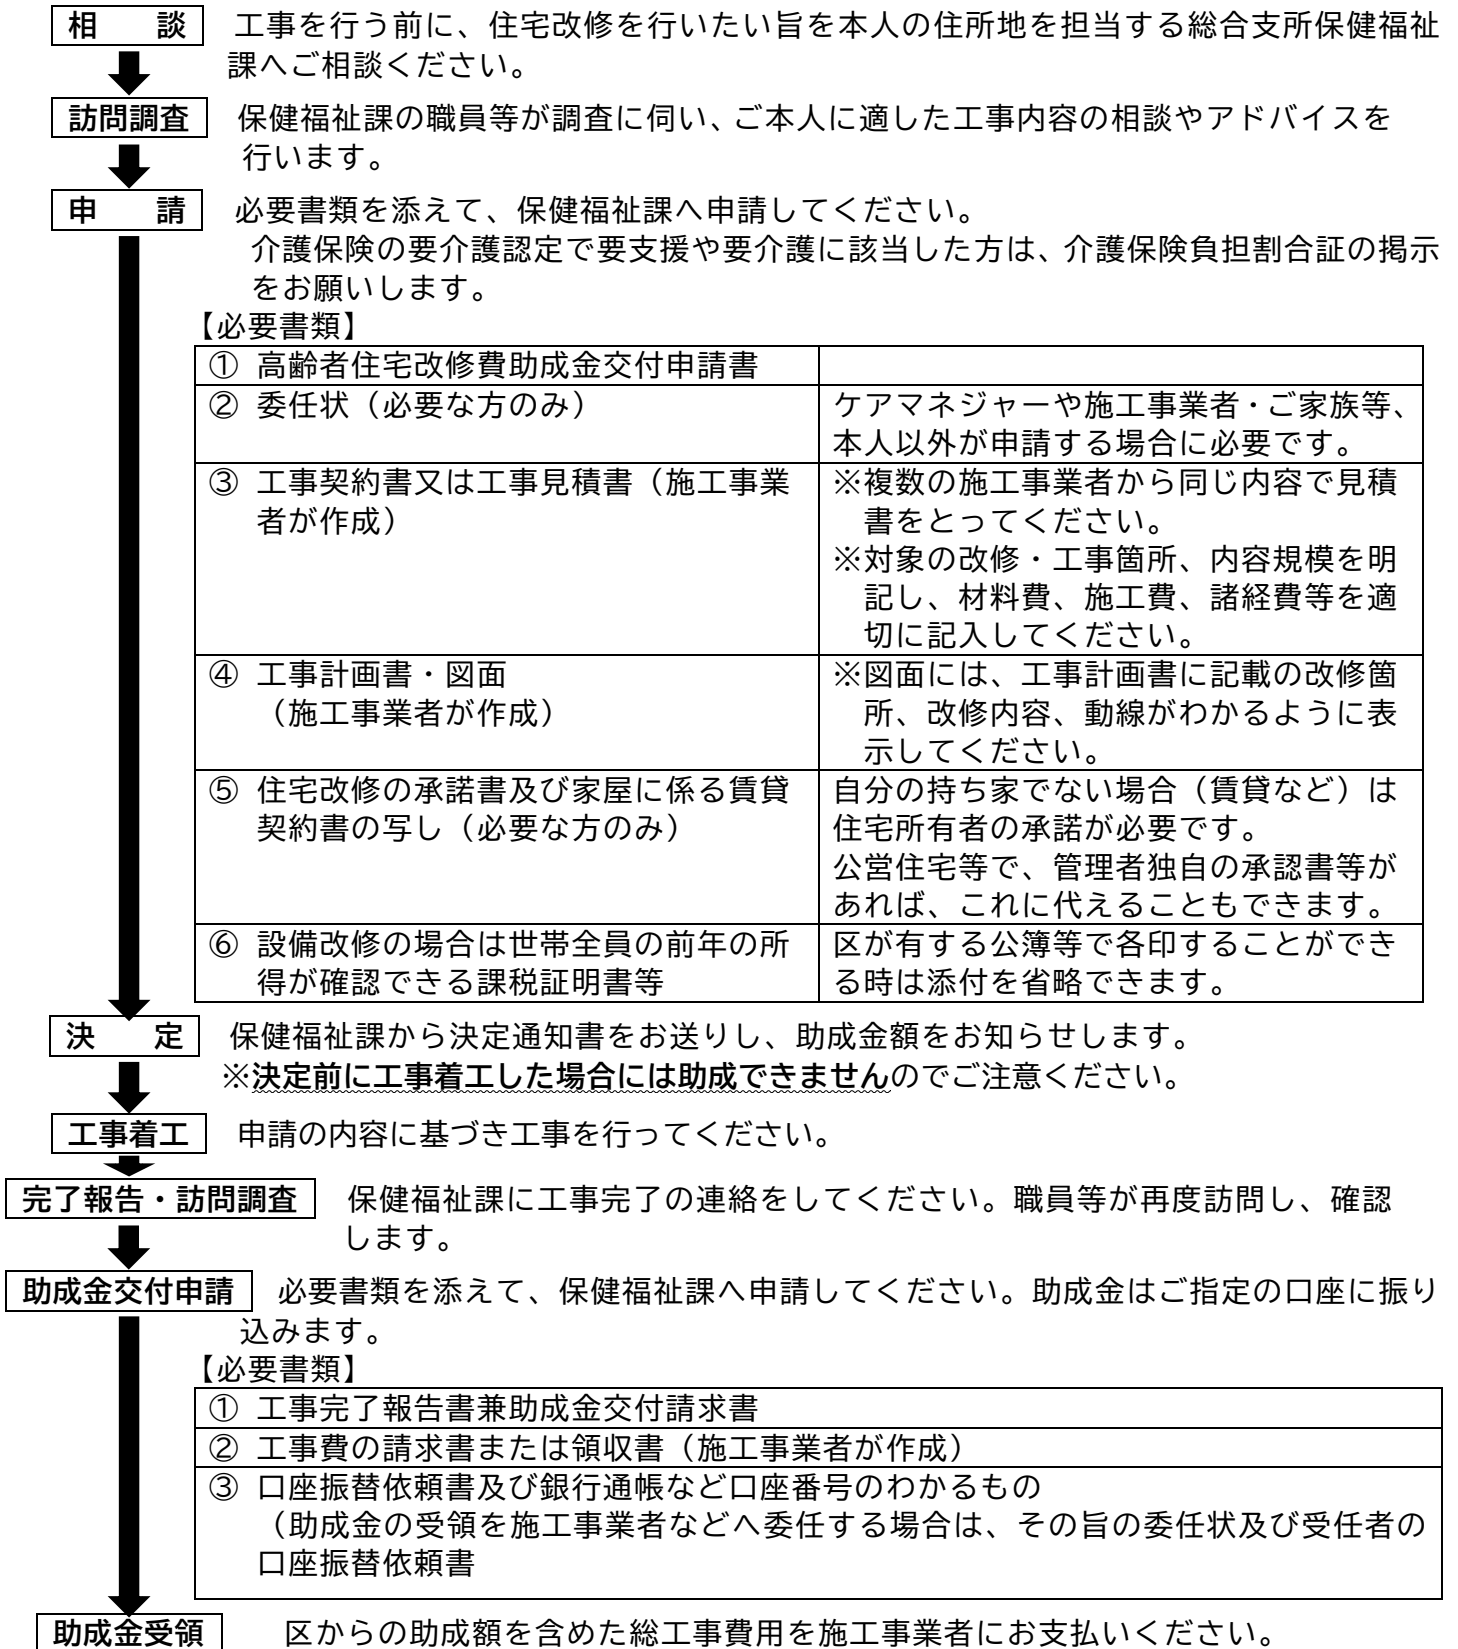 相　談　工事を行う前に、住宅改修を行いたい旨を本人の住所地を担当する総合支所保健福祉
課へご相談ください。
訪問調査　保健福祉課の職員等が調査に伺い、ご本人に適した工事内容の相談やアドバイスを
行います。
申　請　必要書類を添えて、保健福祉課へ申請してください。
介護保険の要介護認定で要支援や要介護に該当した方は、介護保険負担割合証の掲示
をお願いします。
【必要書類】
① 高齢者住宅改修費助成金交付申請書
② 委任状（必要な方のみ）
ケアマネジャーや施工事業者・ご家族等、
本人以外が申請する場合に必要です。
③ 工事契約書又は工事見積書（施工事業
者が作成）
※複数の施工事業者から同じ内容で見積
書をとってください。
※対象の改修・工事箇所、内容規模を明
記し、材料費、施工費、諸経費等を適
切に記入してください。
④ 工事計画書・図面
（施工事業者が作成）
※図面には、工事計画書に記載の改修箇
所、改修内容、動線がわかるように表
示してください。
⑤ 住宅改修の承諾書及び家屋に係る賃貸
契約書の写し（必要な方のみ）
自分の持ち家でない場合（賃貸など）は
住宅所有者の承諾が必要です。
公営住宅等で、管理者独自の承認書等が
あれば、これに代えることもできます。
⑥ 設備改修の場合は世帯全員の前年の所
得が確認できる課税証明書等
区が有する公簿等で各印することができ
る時は添付を省略できます。
決　定　保健福祉課から決定通知書をお送りし、助成金額をお知らせします。
※決定前に工事着工した場合には助成できませんのでご注意ください。
工事着工　申請の内容に基づき工事を行ってください。
完了報告・訪問調査　保健福祉課に工事完了の連絡をしてください。職員等が再度訪問し、確認
します。
助成金交付申請　必要書類を添えて、保健福祉課へ申請してください。助成金はご指定の口座に振り
込みます。
【必要書類】
① 工事完了報告書兼助成金交付請求書
② 工事費の請求書または領収書（施工事業者が作成）
③ 口座振替依頼書及び銀行通帳など口座番号のわかるもの
（助成金の受領を施工事業者などへ委任する場合は、その旨の委任状及び受任者の
口座振替依頼書
助成金受領　区からの助成額を含めた総工事費用を施工事業者にお支払いください。